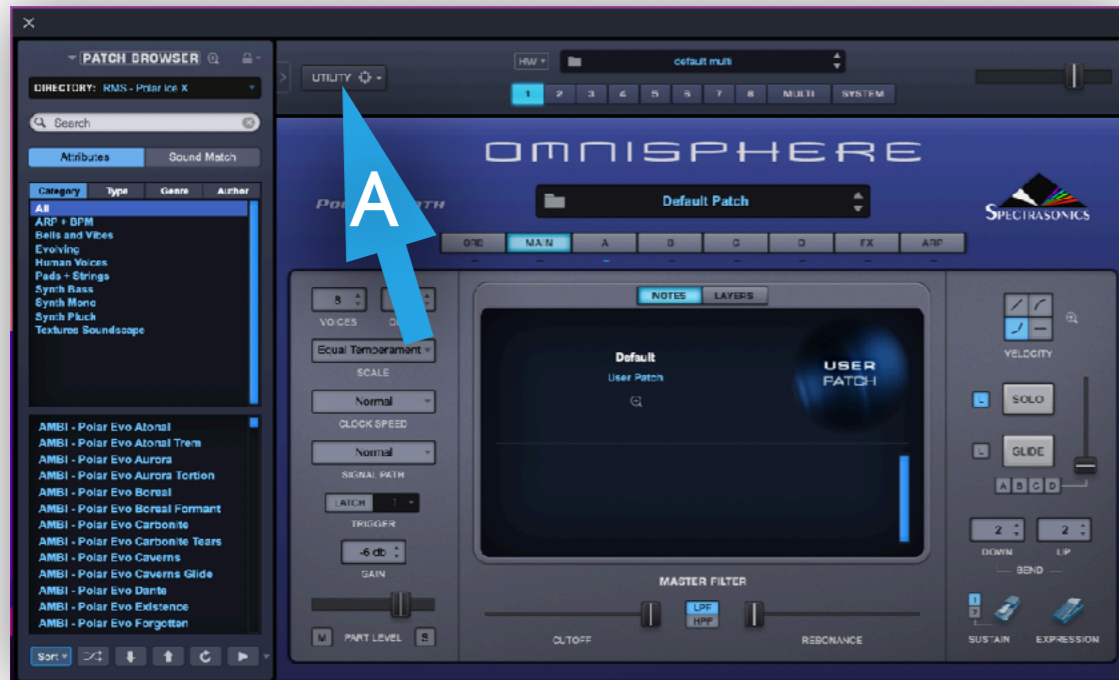 PATCH BROWSER
DIRECTORY: RMS - Polar Ice X
Search
Attributes Sound Match
Category Type Genre Author
All
ARP + BPM
Bells and Vibes
Evolving
Human Voices
Pads + Strings
Synth Bass
Synth Mono
Synth Pluck
Textures Soundscape
AMBI - Polar Evo Atonal
AMBI - Polar Evo Atonal Trem
AMBI - Polar Evo Aurora
AMBI - Polar Evo Aurora Tortion
AMBI - Polar Evo Boreal
AMBI - Polar Evo Boreal Formant
AMBI - Polar Evo Carbonite
AMBI - Polar Evo Carbonite Tears
AMBI - Polar Evo Caverns
AMBI - Polar Evo Caverns Glide
AMBI - Polar Evo Dante
AMBI - Polar Evo Existence
AMBI - Polar Evo Forgotten
Sort
UTILITY
HW default multi
1 2 3 4 5 6 7 8 MULTI SYSTEM
A
OMNISPHERE
Default Patch
SPECTRASONICS
ORB MAIN A B C D FX ARP
8
VOICES
Equal Temperament
SCALE
Normal
CLOCK SPEED
Normal
SIGNAL PATH
LATCH
TRIGGER
-6 db
GAIN
M PART LEVEL S
NOTES LAYERS
Default
User Patch
USER
PATCH
MASTER FILTER
LPF
HPF
CUTOFF RESONANCE
VELOCITY
L SOLO
L GLIDE
A B C D
2 2
DOWN UP
BEND
1
2
SUSTAIN EXPRESSION